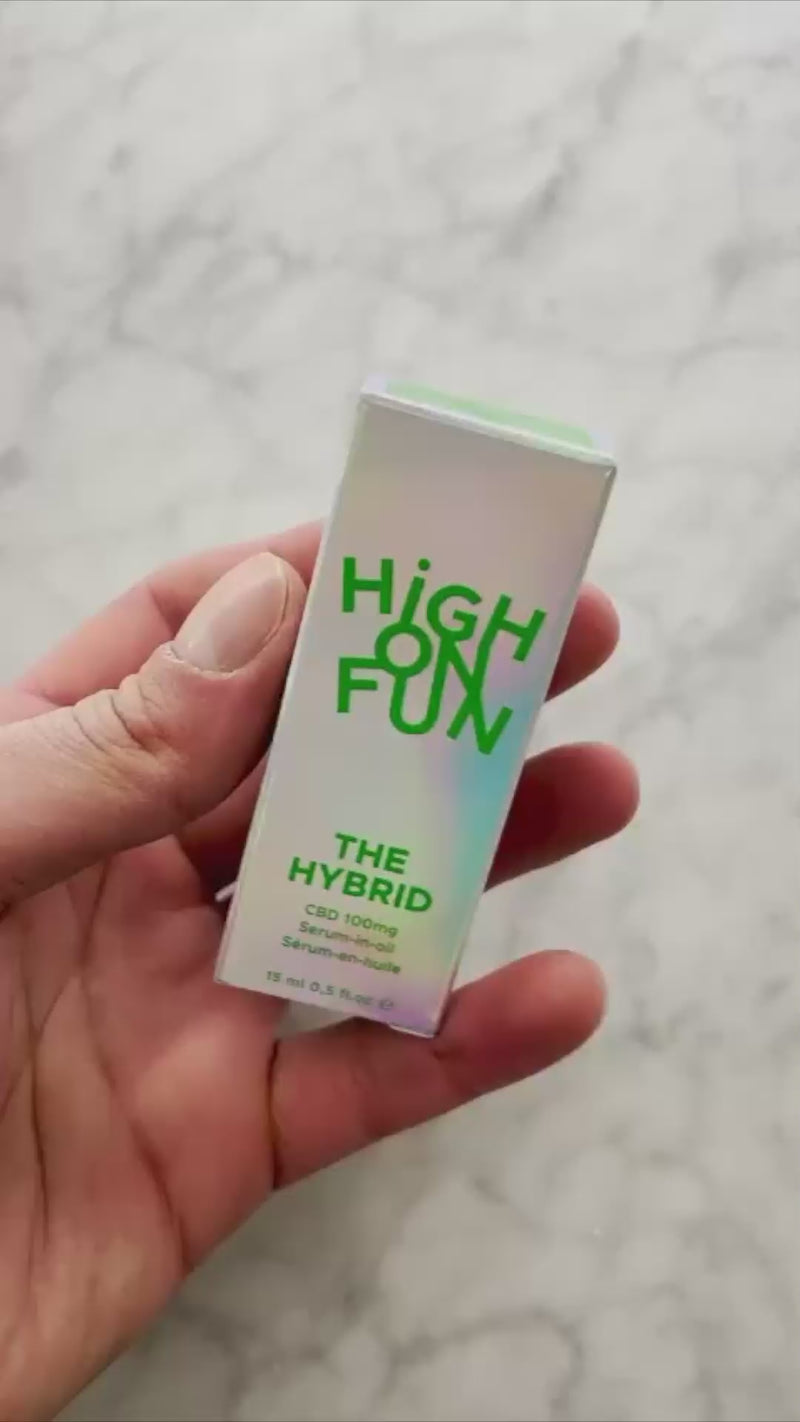 HiGH
ON
FUN
THE
HYBRID
CBD 100mg
Serum-in-oil
Sérum-en-huile
15 ml 0,5 fl.oz ℮